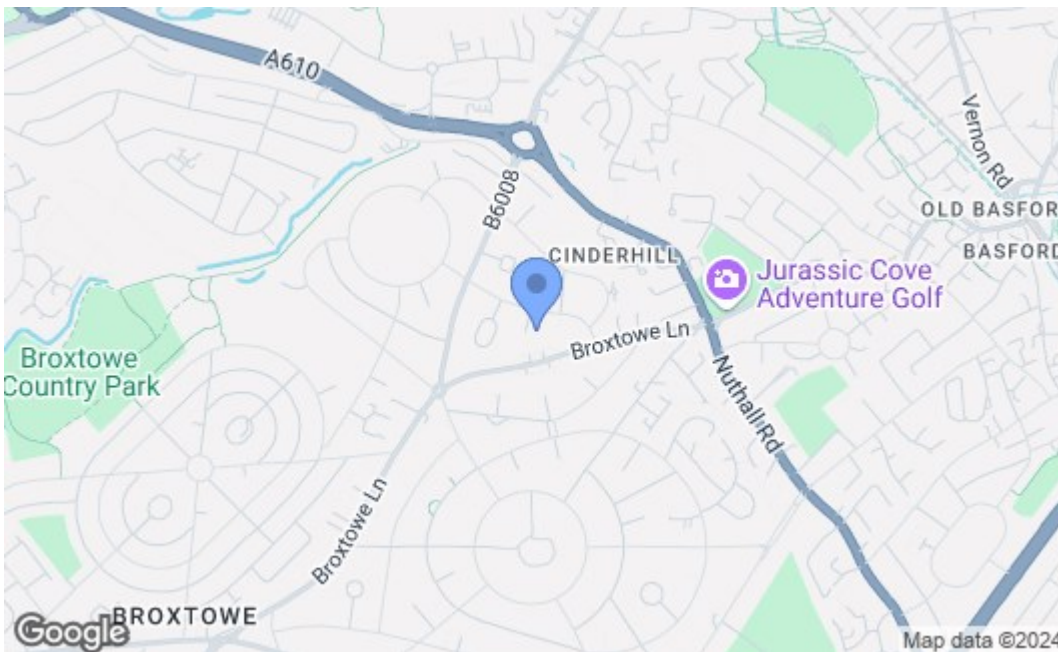 A610
B6008
Vernon Rd
OLD BASFOR
BASFORD
CINDERHILL
Jurassic Cove
Adventure Golf
Broxtowe Ln
Broxtowe
Country Park
Nuthall Rd
Broxtowe Ln
BROXTOWE
Google
Map data ©2024